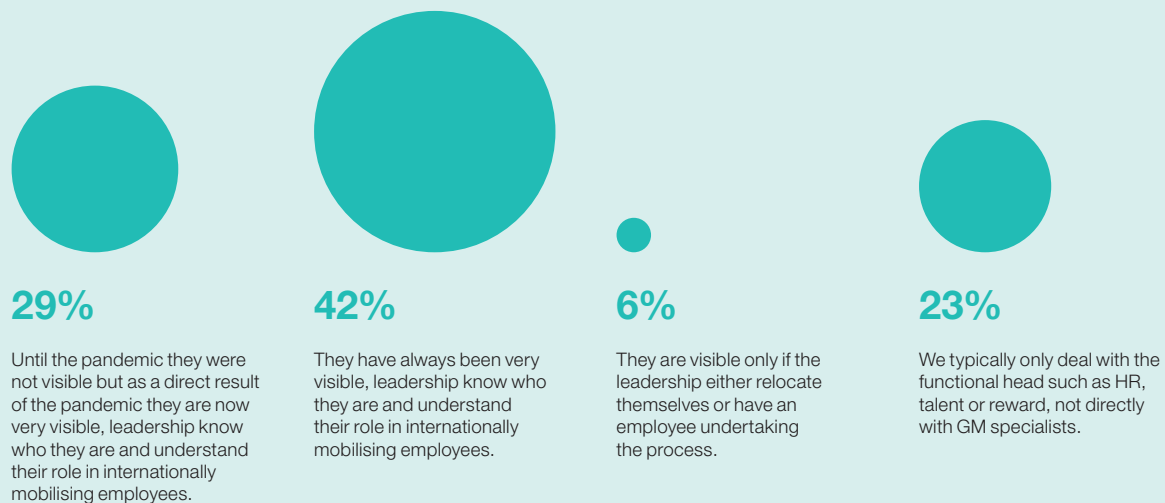 29%
Until the pandemic they were
not visible but as a direct result
of the pandemic they are now
very visible, leadership know
who they are and understand
their role in internationally
mobilising employees.
42%
They have always been very
visible, leadership know who
they are and understand
their role in internationally
mobilising employees.
6%
They are visible only if the
leadership either relocate
themselves or have an
employee undertaking
the process.
23%
We typically only deal with the
functional head such as HR,
talent or reward, not directly
with GM specialists.